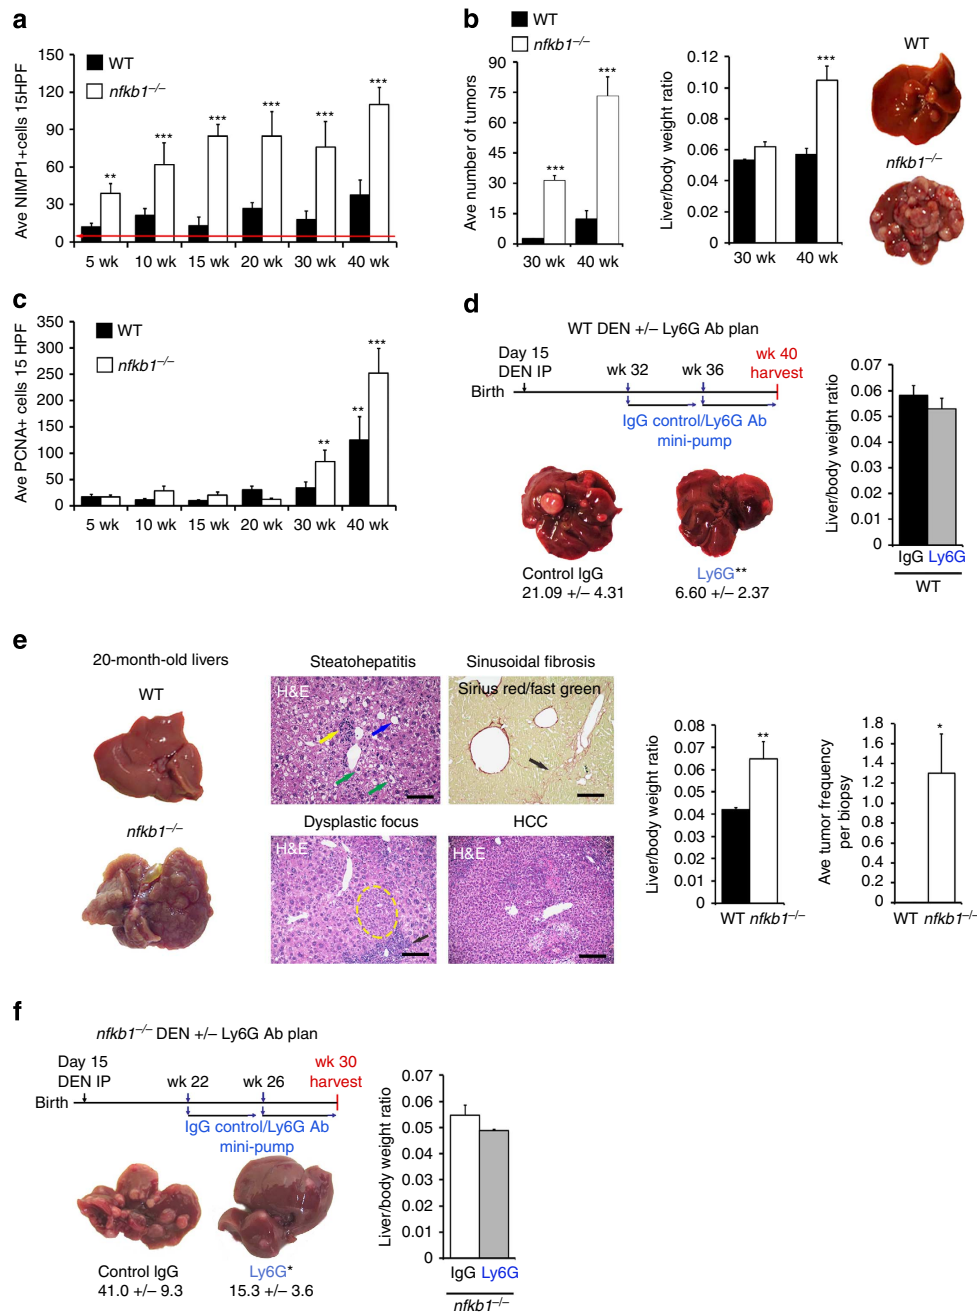 a
WT
nfkb1–/–
Ave NIMP1+cells 15HPF
150
120
90
60
30
0
** *** *** *** *** ***
5 wk 10 wk 15 wk 20 wk 30 wk 40 wk
b
WT
nfkb1–/–
Ave number of tumors
90
75
60
45
30
15
0
*** ***
30 wk 40 wk
Liver/body weight ratio
0.12
0.10
0.08
0.06
0.04
0.02
0
***
30 wk 40 wk
WT
nfkb1–/–
c
WT
nfkb1–/–
Ave PCNA+ cells 15 HPF
350
300
250
200
150
100
50
0
** ** ***
5 wk 10 wk 15 wk 20 wk 30 wk 40 wk
d
WT DEN +/– Ly6G Ab plan
Day 15
DEN IP
wk 32 wk 36
wk 40
harvest
Birth
IgG control/Ly6G Ab
mini-pump
Control IgG
21.09 +/– 4.31
Ly6G**
6.60 +/– 2.37
Liver/body weight ratio
0.07
0.06
0.05
0.04
0.03
0.02
0.01
0
IgG Ly6G
WT
e
20-month-old livers
WT
nfkb1–/–
Steatohepatitis
H&E
Sinusoidal fibrosis
Sirius red/fast green
Dysplastic focus
H&E
HCC
H&E
Liver/body weight ratio
0.08
0.07
0.06
0.05
0.04
0.03
0.02
0.01
0
**
WT nfkb1–/–
Ave tumor frequency
per biopsy
1.8
1.6
1.4
1.2
1.0
0.8
0.6
0.4
0.2
0
*
WT nfkb1–/–
f
nfkb1–/– DEN +/– Ly6G Ab plan
Day 15
DEN IP
wk 22 wk 26
wk 30
harvest
Birth
IgG control/Ly6G Ab
mini-pump
Control IgG
41.0 +/– 9.3
Ly6G*
15.3 +/– 3.6
Liver/body weight ratio
0.07
0.06
0.05
0.04
0.03
0.02
0.01
0
IgG Ly6G
nfkb1–/–